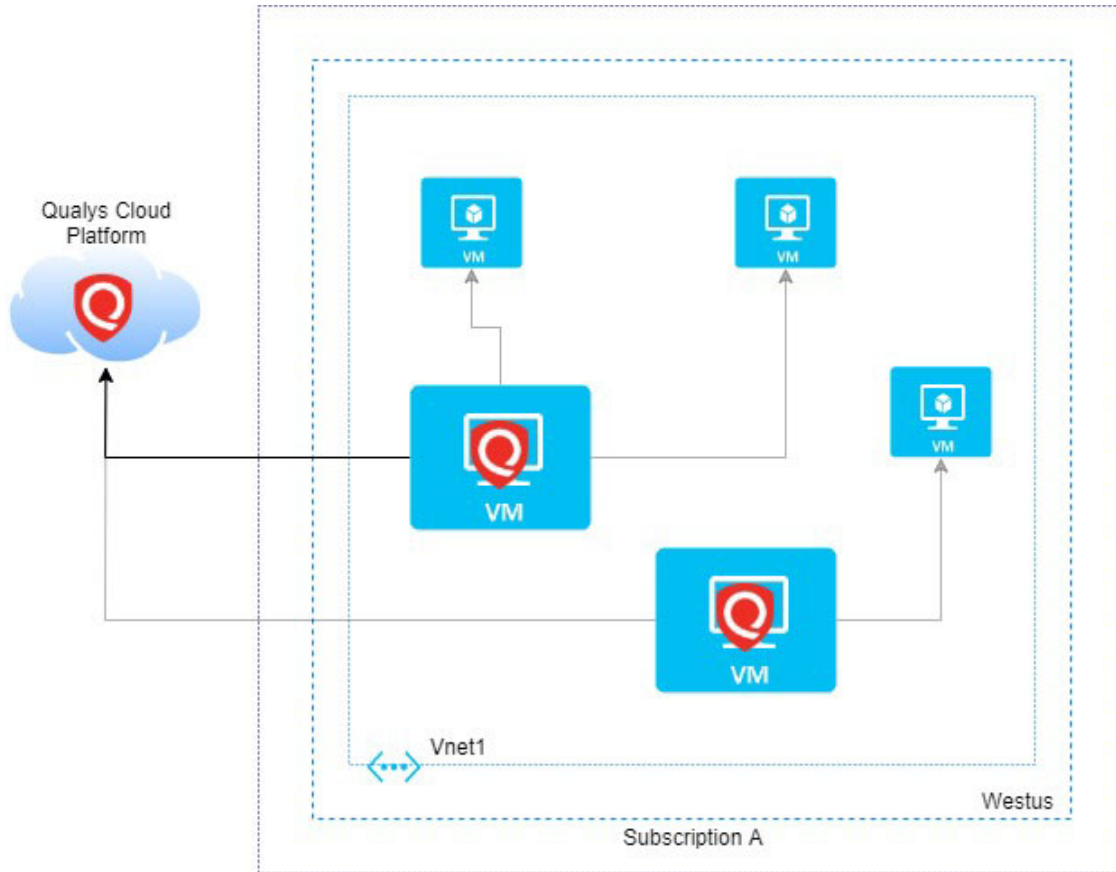 Qualys Cloud
Platform
VM
VM
VM
VM
VM
Vnet1
Westus
Subscription A